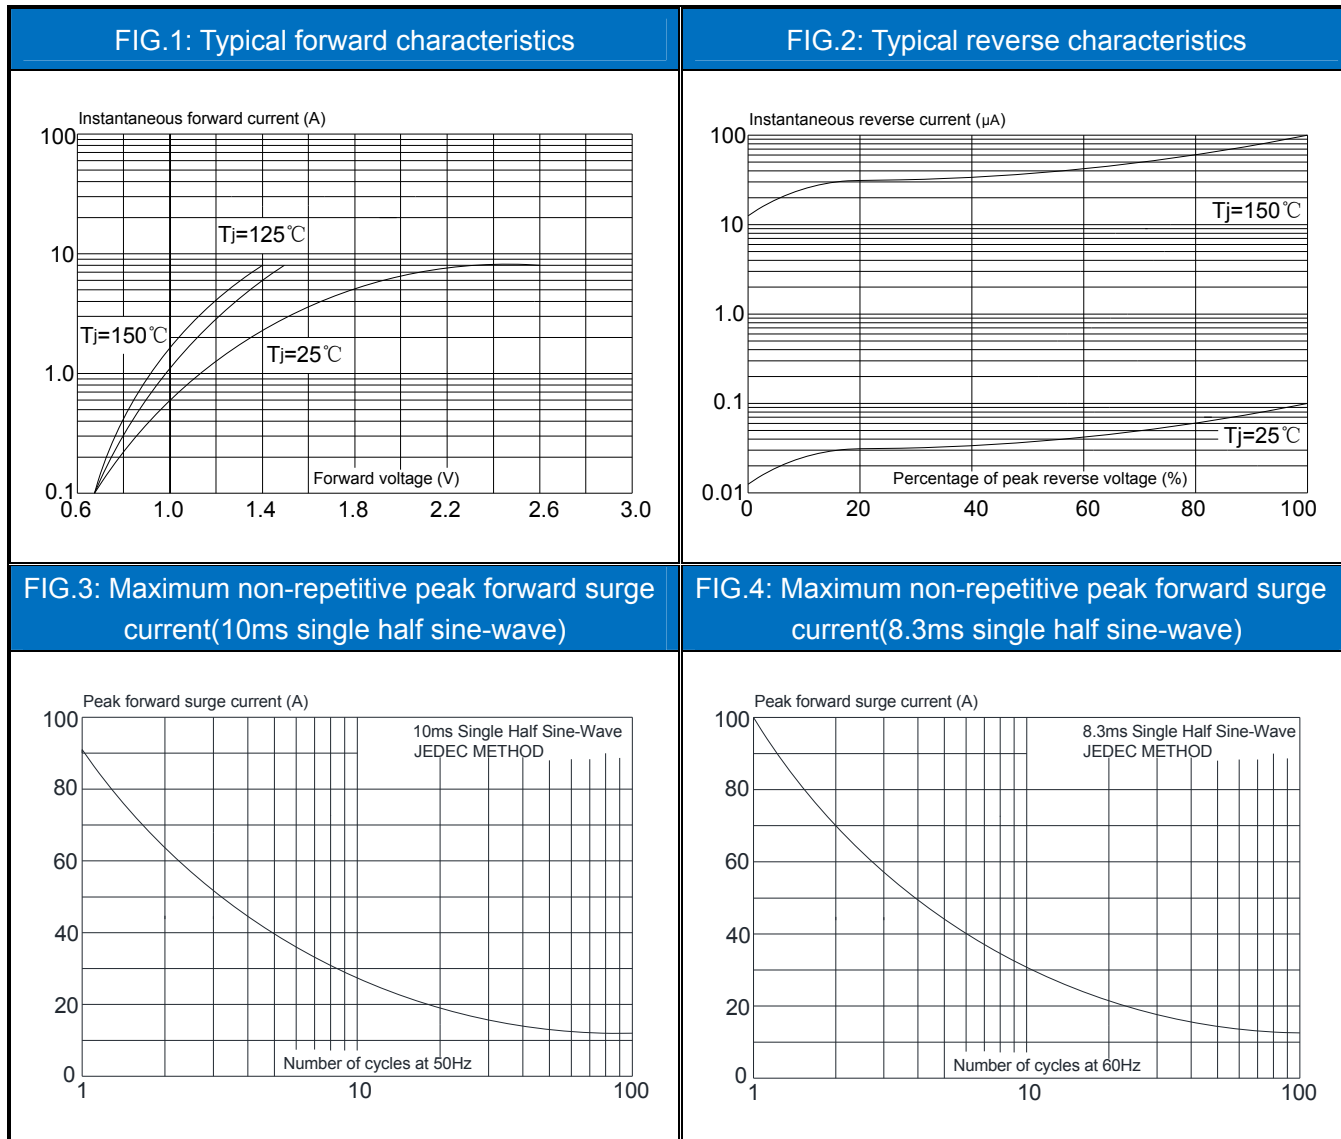 FIG.1: Typical forward characteristics
FIG.2: Typical reverse characteristics
Instantaneous forward current (A)
100
10
1.0
0.1
Tj=125℃
Tj=150℃
Tj=25℃
Forward voltage (V)
0.6 1.0 1.4 1.8 2.2 2.6 3.0
Instantaneous reverse current (μA)
100
10
1.0
0.1
0.01
Tj=150℃
Tj=25℃
Percentage of peak reverse voltage (%)
0 20 40 60 80 100
FIG.3: Maximum non-repetitive peak forward surge
current(10ms single half sine-wave)
FIG.4: Maximum non-repetitive peak forward surge
current(8.3ms single half sine-wave)
Peak forward surge current (A)
100
80
60
40
20
0
10ms Single Half Sine-Wave
JEDEC METHOD
Number of cycles at 50Hz
1 10 100
Peak forward surge current (A)
100
80
60
40
20
0
8.3ms Single Half Sine-Wave
JEDEC METHOD
Number of cycles at 60Hz
1 10 100